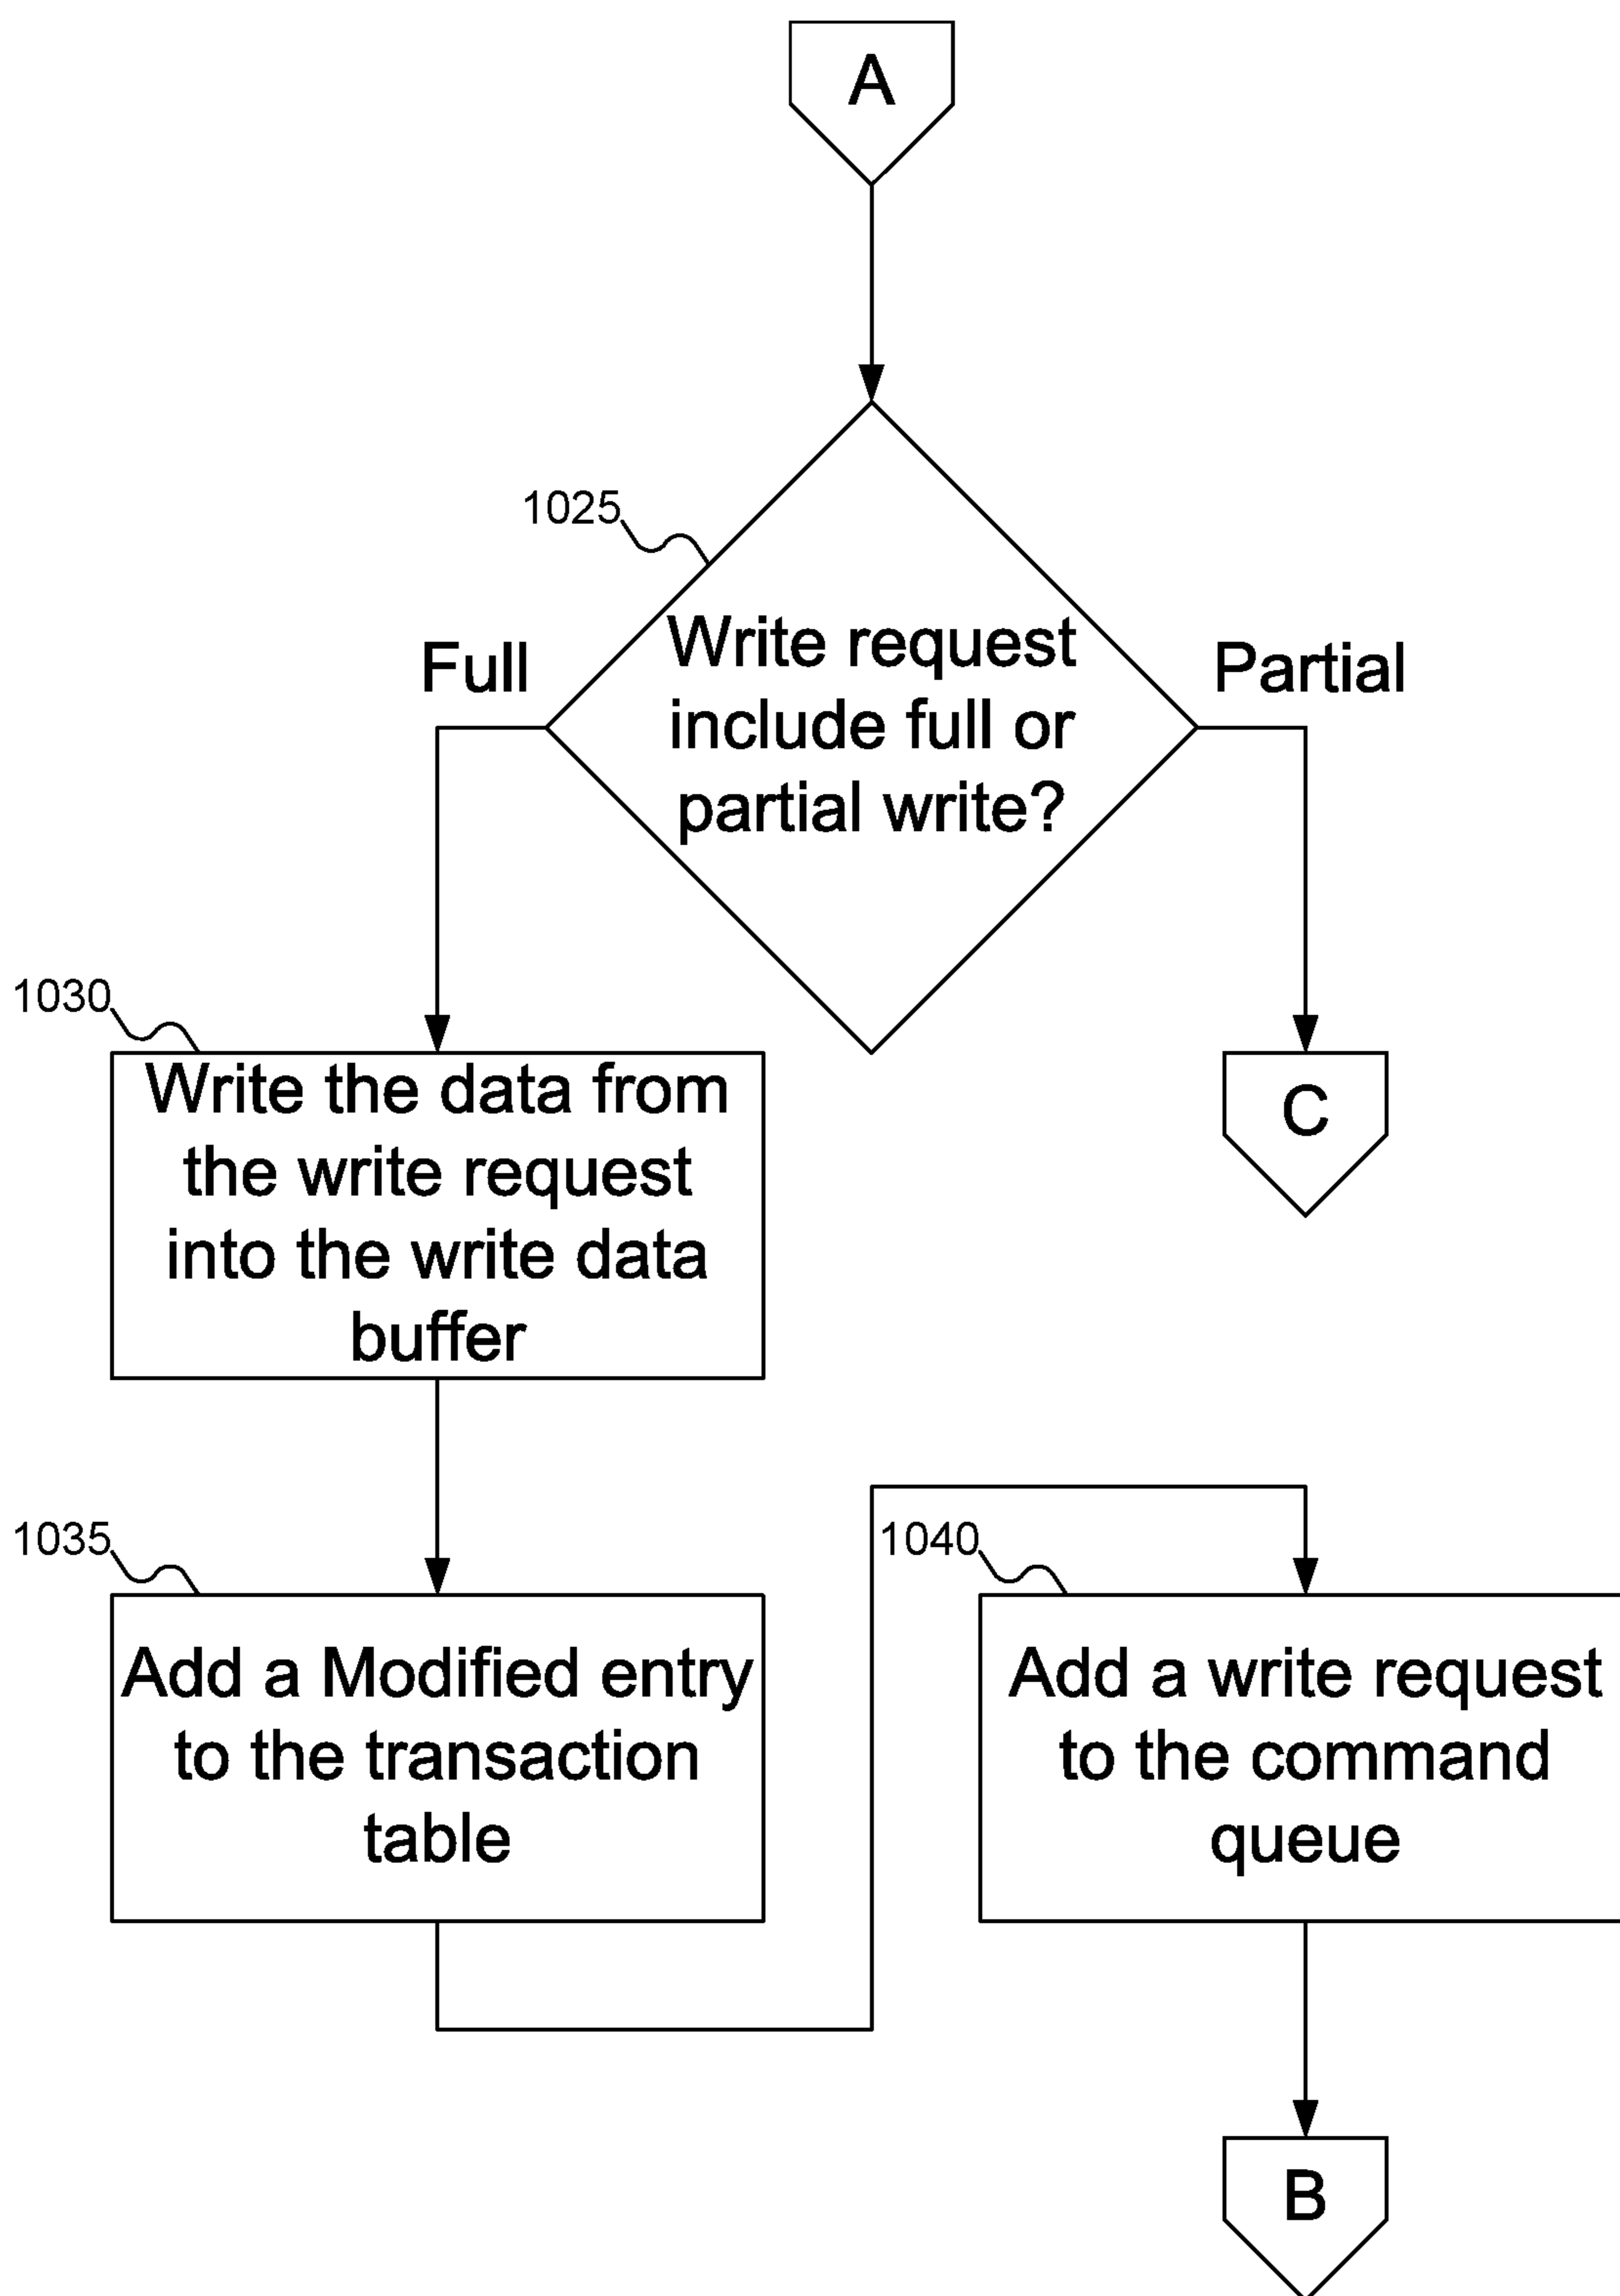 A
1025
Write request
include full or
partial write?
Full
Partial
1030
Write the data from
the write request
into the write data
buffer
C
1035
Add a Modified entry
to the transaction
table
1040
Add a write request
to the command
queue
B